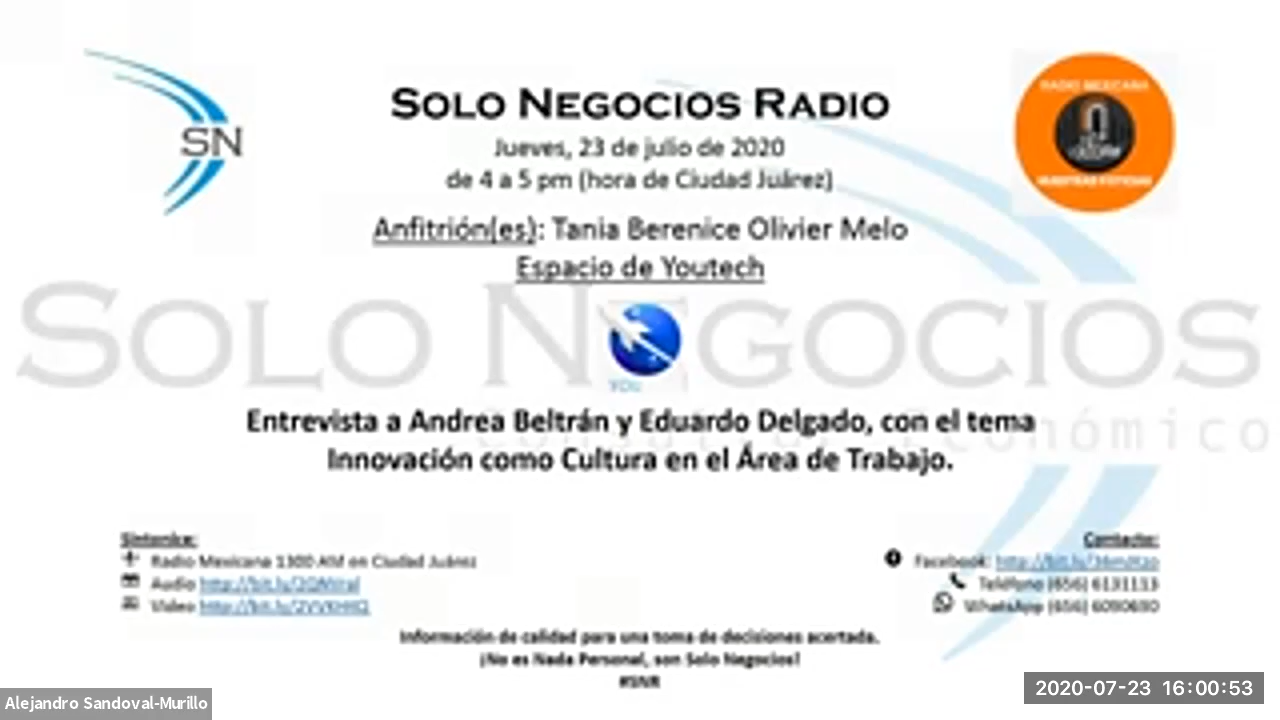 SOLO NEGOCIOS RADIO
SN
RADIO MEXICANA
Jueves, 23 de julio de 2020
de 4 a 5 pm (hora de Ciudad Juárez)
Anfitrión(es): Tania Berenice Olivier Melo
Espacio de Youtech
SOLO NEGOCIOS
YOU
Entrevista a Andrea Beltrán y Eduardo Delgado, con el tema
Económico
Innovación como Cultura en el Área de Trabajo.
Sintonice:
Radio Mexicana 1300 AM en Ciudad Juárez
Audio
Video
Contacto:
Facebook:
Teléfono (656) 6131113
WhatsApp (656)
Información de calidad para una toma de decisiones acertada.
¡No es Nada Personal, son Solo Negocios!
#SNR
Alejandro Sandoval-Murillo
2020-07-23 16:00:53